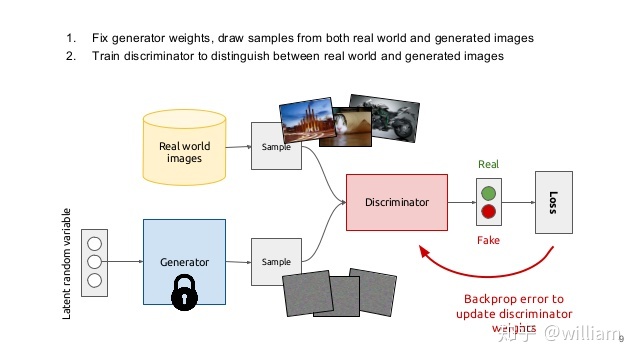 1. Fix generator weights, draw samples from both real world and generated images
2. Train discriminator to distinguish between real world and generated images
Real world
images
Sample
Latent random variable
Generator
Sample
Discriminator
Real
Fake
Loss
Backprop error to
update discriminator
weights
知乎 @william
9